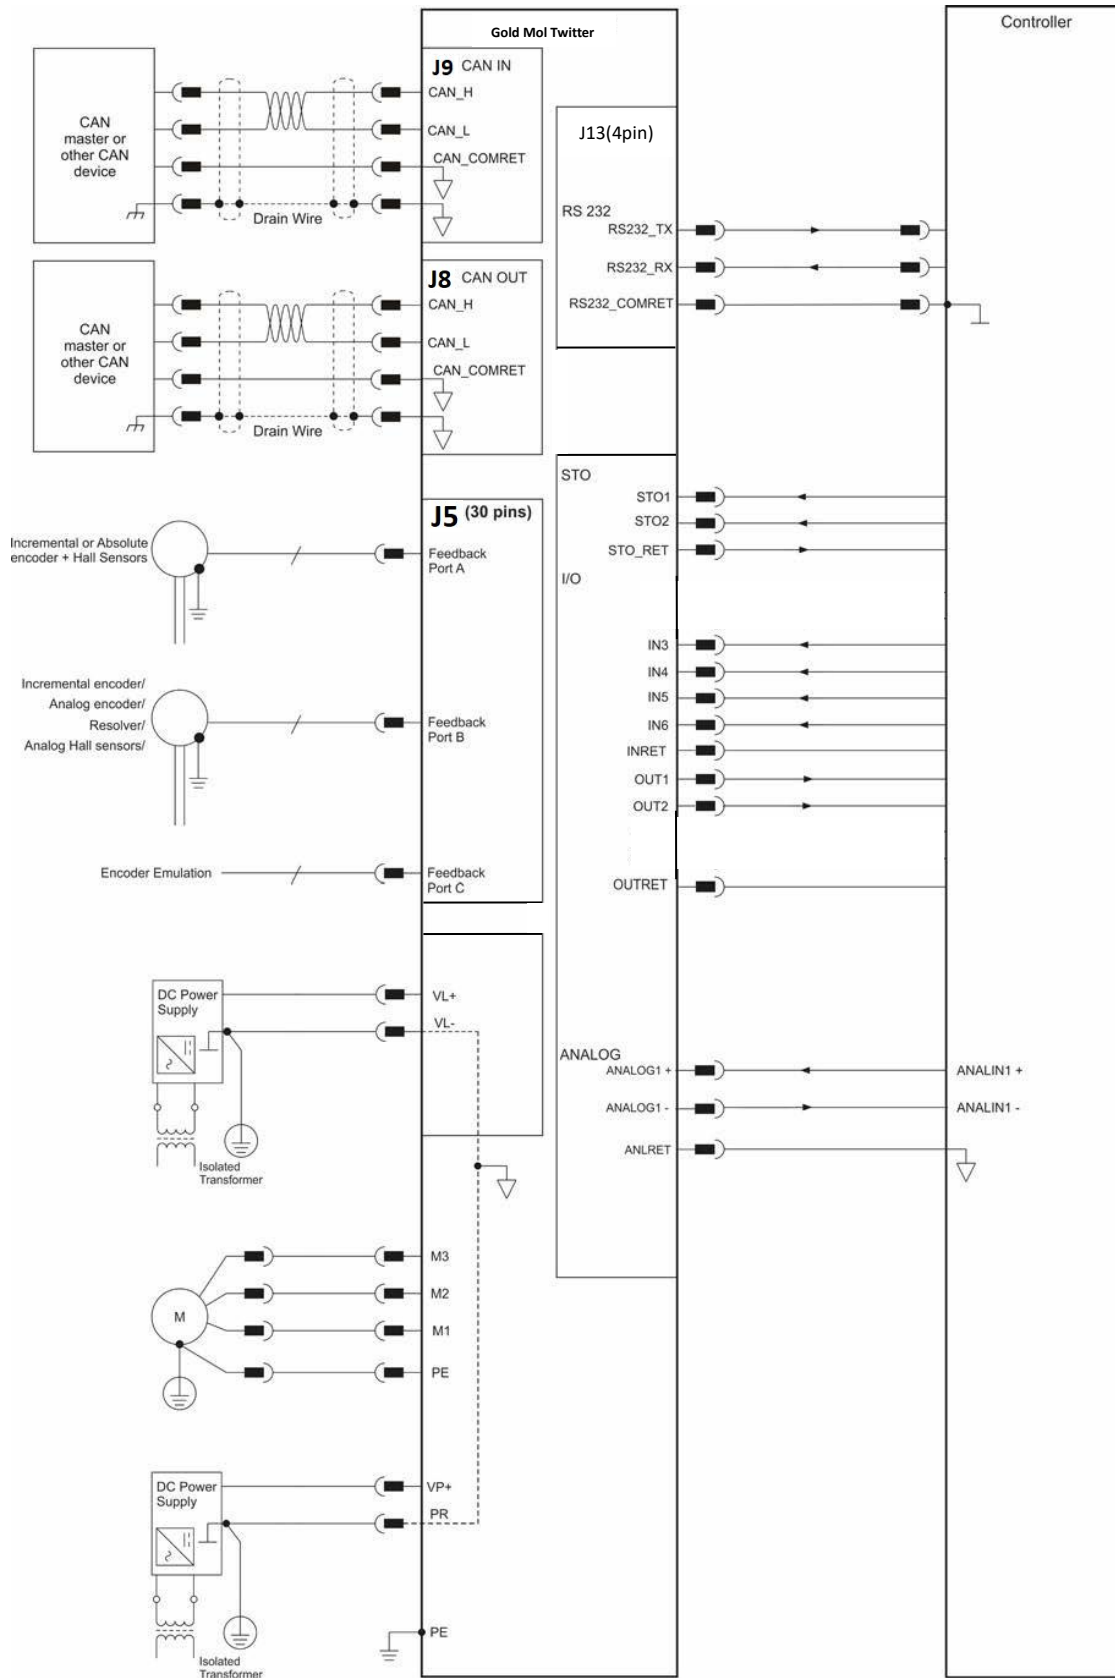 Gold Mol Twitter
Controller
J9 CAN IN
CAN_H
CAN_L
CAN_COMRET
CAN
master or
other CAN
device
Drain Wire
J13(4pin)
RS 232
RS232_TX
RS232_RX
RS232_COMRET
J8 CAN OUT
CAN_H
CAN_L
CAN_COMRET
CAN
master or
other CAN
device
Drain Wire
STO
STO1
STO2
STO_RET
I/O
IN3
IN4
IN5
IN6
INRET
OUT1
OUT2
OUTRET
J5 (30 pins)
Incremental or Absolute
encoder + Hall Sensors
Feedback
Port A
Incremental encoder/
Analog encoder/
Resolver/
Analog Hall sensors/
Feedback
Port B
Encoder Emulation
Feedback
Port C
DC Power
Supply
VL+
VL-
Isolated
Transformer
ANALOG
ANALOG1 +
ANALOG1 -
ANLRET
ANALIN1 +
ANALIN1 -
M
M3
M2
M1
PE
DC Power
Supply
VP+
PR
Isolated
Transformer
PE